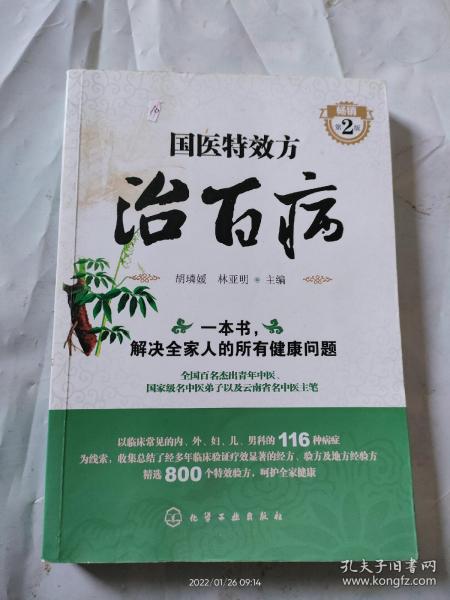 16
畅销
第2版
国医特效方
治百病
胡璘媛 林亚明 主编
一本书，
解决全家人的所有健康问题
全国百名杰出青年中医、
国家级名中医弟子以及云南省名中医主笔
以临床常见的内、外、妇、儿、男科的116种病症
为线索，收集总结了经多年临床验证疗效显著的经方、验方及地方经验方
精选800个特效验方，呵护全家健康
化学工业出版社
2022/01/26 09:14
孔夫子旧书网
www.kongfz.com